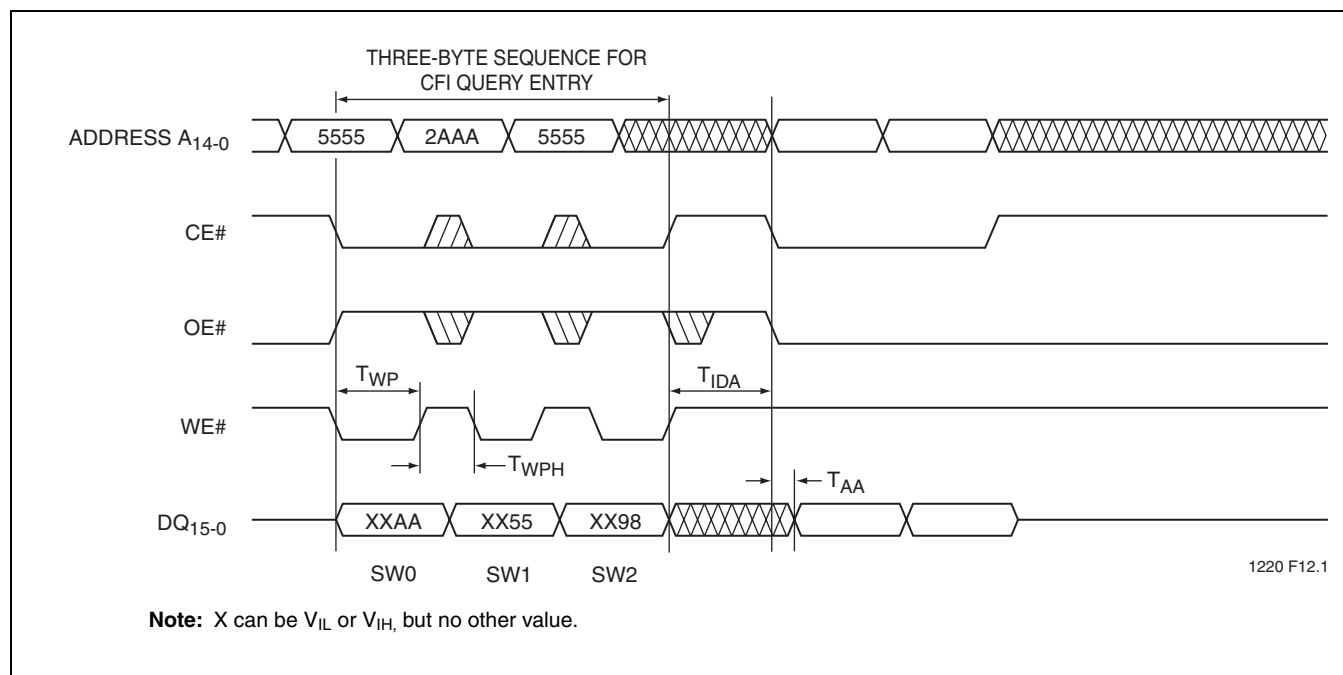 THREE-BYTE SEQUENCE FOR
CFI QUERY ENTRY
ADDRESS A14-0
5555
2AAA
5555
CE#
OE#
TWP
TIDA
WE#
TWPH
TAA
DQ15-0
XXAA
XX55
XX98
SW0
SW1
SW2
1220 F12.1
Note: X can be VIL or VIH, but no other value.